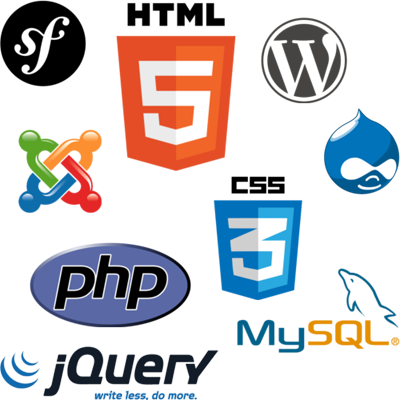 sf
HTML
5
W
CSS
3
php
MySQL®
jQuery
write less, do more.